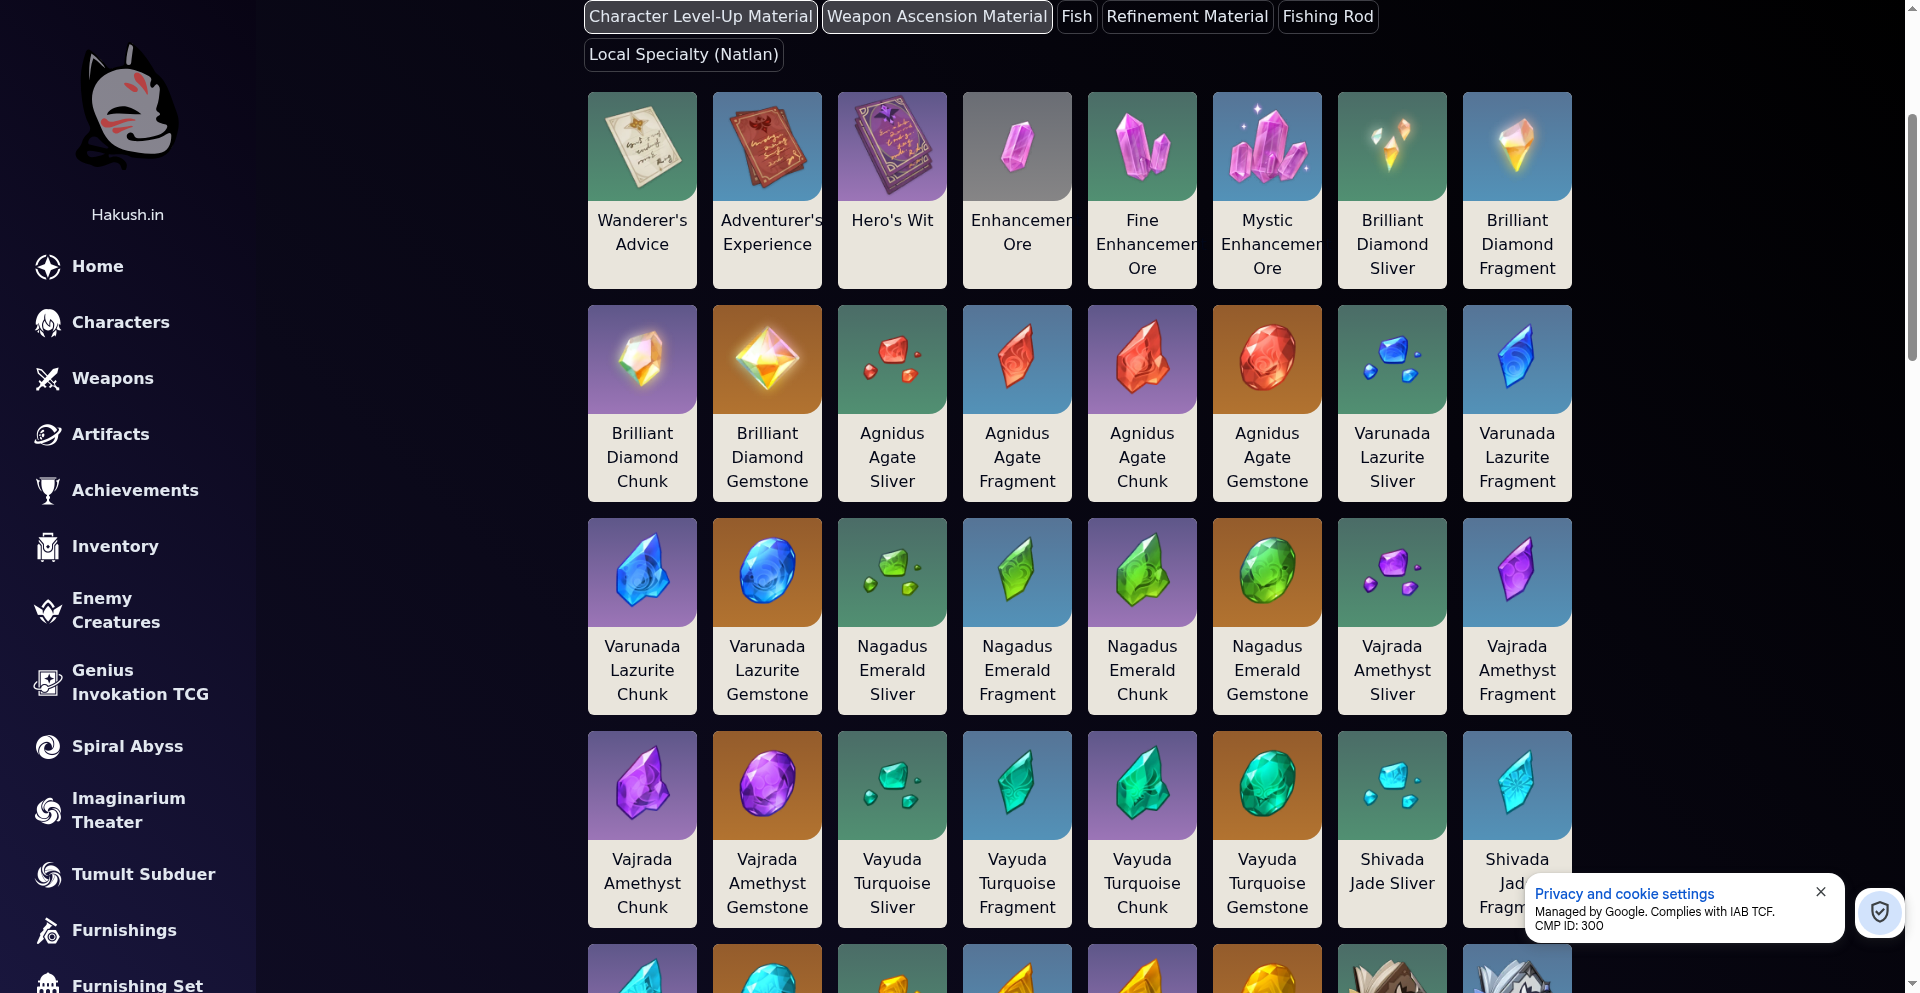 Character Level-Up Material Weapon Ascension Material Fish Refinement Material Fishing Rod
Local Specialty (Natlan)
Hakush.in
Home
Characters
Weapons
Artifacts
Achievements
Inventory
Enemy
Creatures
Genius
Invokation TCG
Spiral Abyss
Imaginarium
Theater
Tumult Subduer
Furnishings
Furnishing Set
Wanderer's
Advice
Adventurer's
Experience
Hero's Wit
Enhancemer
Ore
Fine
Enhancemer
Ore
Mystic
Enhancemer
Ore
Brilliant
Diamond
Sliver
Brilliant
Diamond
Fragment
Brilliant
Diamond
Chunk
Brilliant
Diamond
Gemstone
Agnidus
Agate
Sliver
Agnidus
Agate
Fragment
Agnidus
Agate
Chunk
Agnidus
Agate
Gemstone
Varunada
Lazurite
Sliver
Varunada
Lazurite
Fragment
Varunada
Lazurite
Chunk
Varunada
Lazurite
Gemstone
Nagadus
Emerald
Sliver
Nagadus
Emerald
Fragment
Nagadus
Emerald
Chunk
Nagadus
Emerald
Gemstone
Vajrada
Amethyst
Sliver
Vajrada
Amethyst
Fragment
Vajrada
Amethyst
Chunk
Vajrada
Amethyst
Gemstone
Vayuda
Turquoise
Sliver
Vayuda
Turquoise
Fragment
Vayuda
Turquoise
Chunk
Vayuda
Turquoise
Gemstone
Shivada
Jade Sliver
Shivada
Privacy and cookie settings
Managed by Google. Complies with IAB TCF.
CMP ID: 300